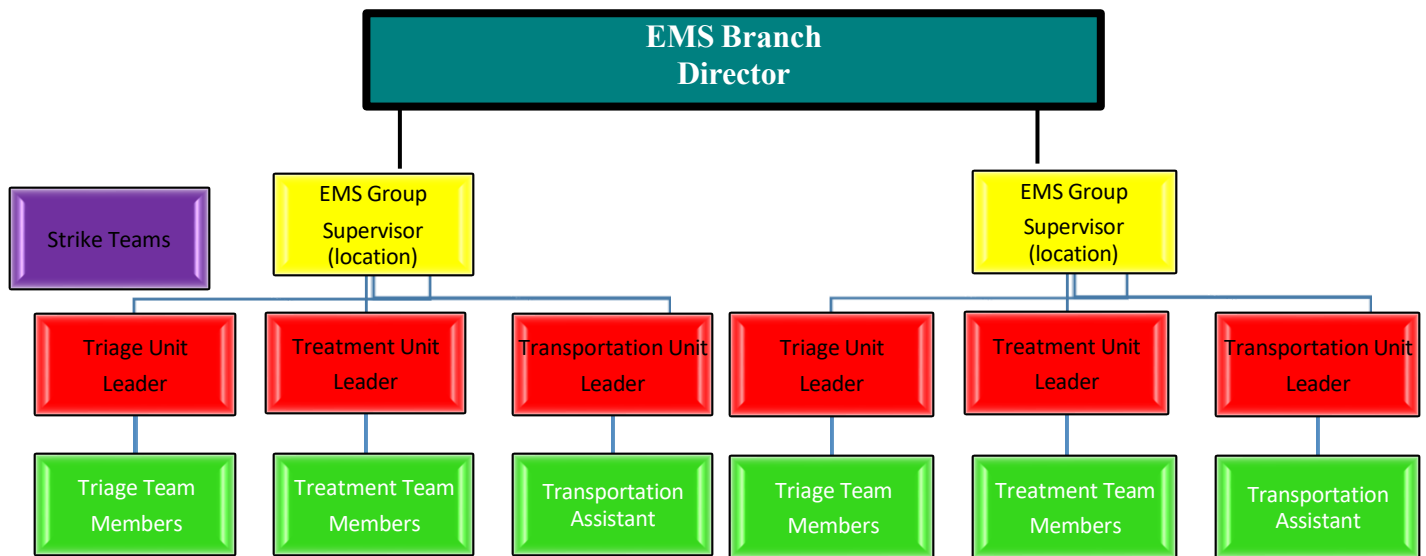 EMS Branch
Director
EMS Group
Supervisor
(location)
EMS Group
Supervisor
(location)
Strike Teams
Triage Unit
Leader
Treatment Unit
Leader
Transportation Unit
Leader
Triage Unit
Leader
Treatment Unit
Leader
Transportation Unit
Leader
Triage Team
Members
Treatment Team
Members
Transportation
Assistant
Triage Team
Members
Treatment Team
Members
Transportation
Assistant